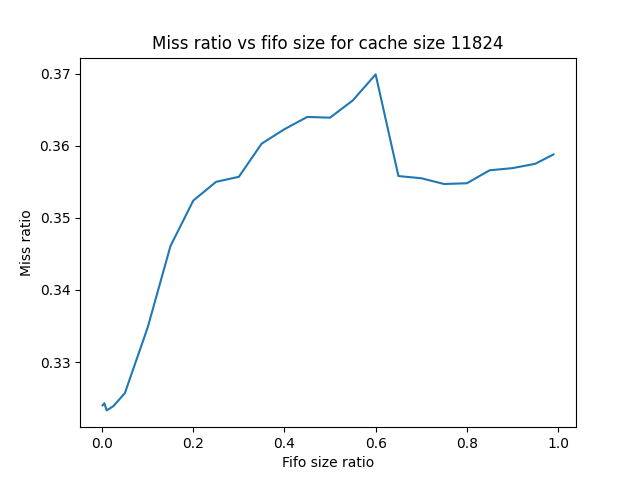 Miss ratio vs fifo size for cache size 11824
0.37
0.36
0.35
0.34
0.33
Miss ratio
0.0 0.2 0.4 0.6 0.8 1.0
Fifo size ratio